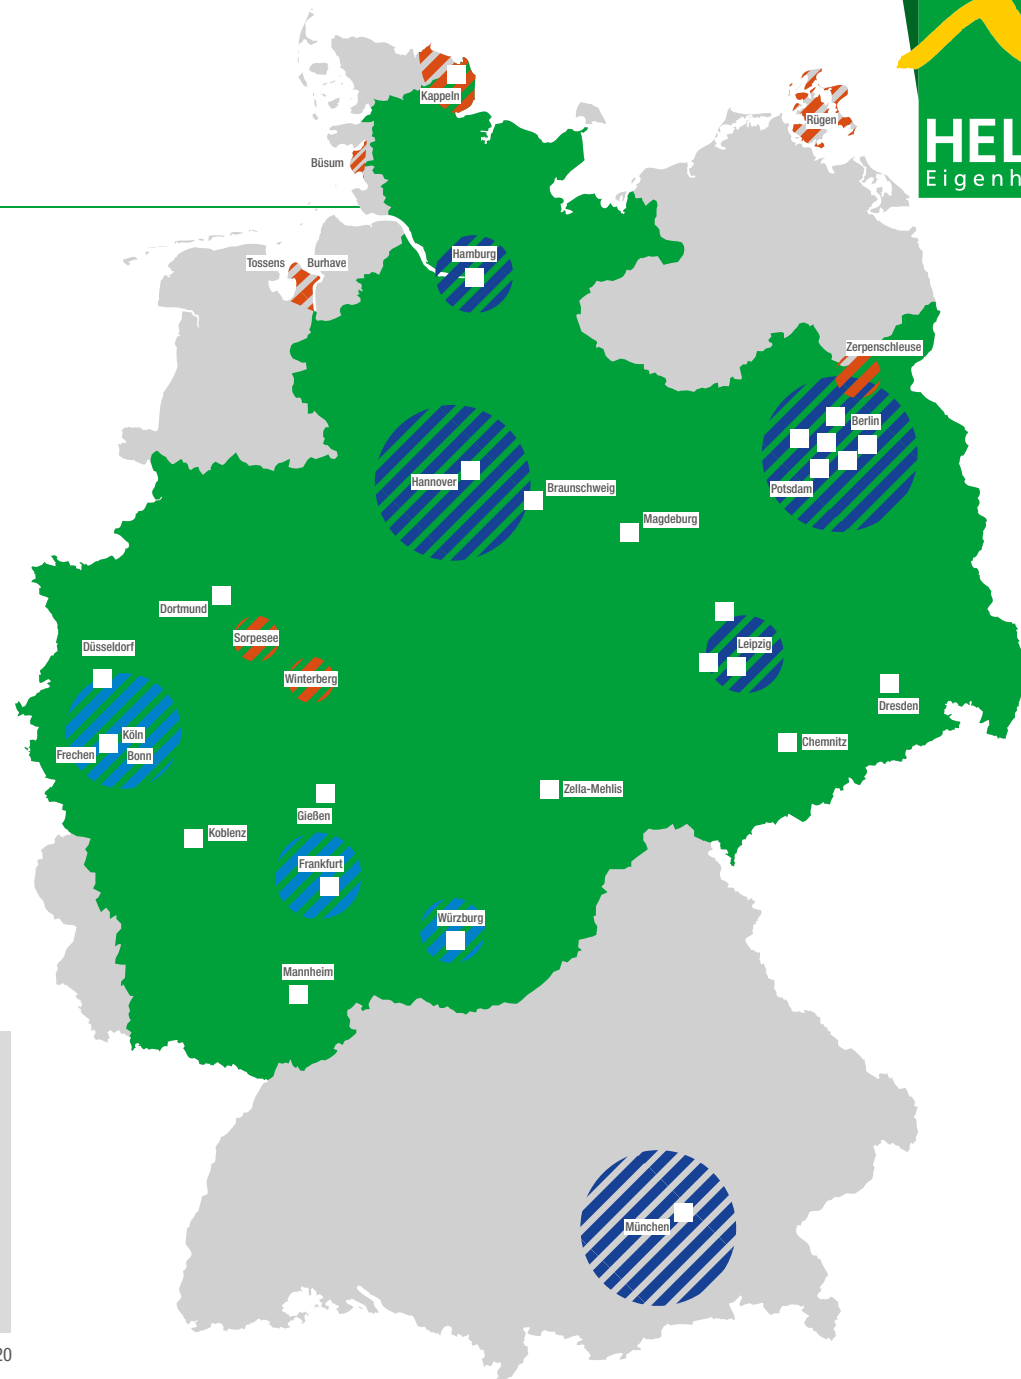 HEL
Eigenh
Kappeln
Rügen
Büsum
Hamburg
Tossens
Burhave
Zerpenschleuse
Berlin
Hannover
Braunschweig
Potsdam
Magdeburg
Dortmund
Sorpesee
Düsseldorf
Leipzig
Winterberg
Dresden
Köln
Frechen
Bonn
Chemnitz
Zella-Mehlis
Gießen
Koblenz
Frankfurt
Würzburg
Mannheim
München
20